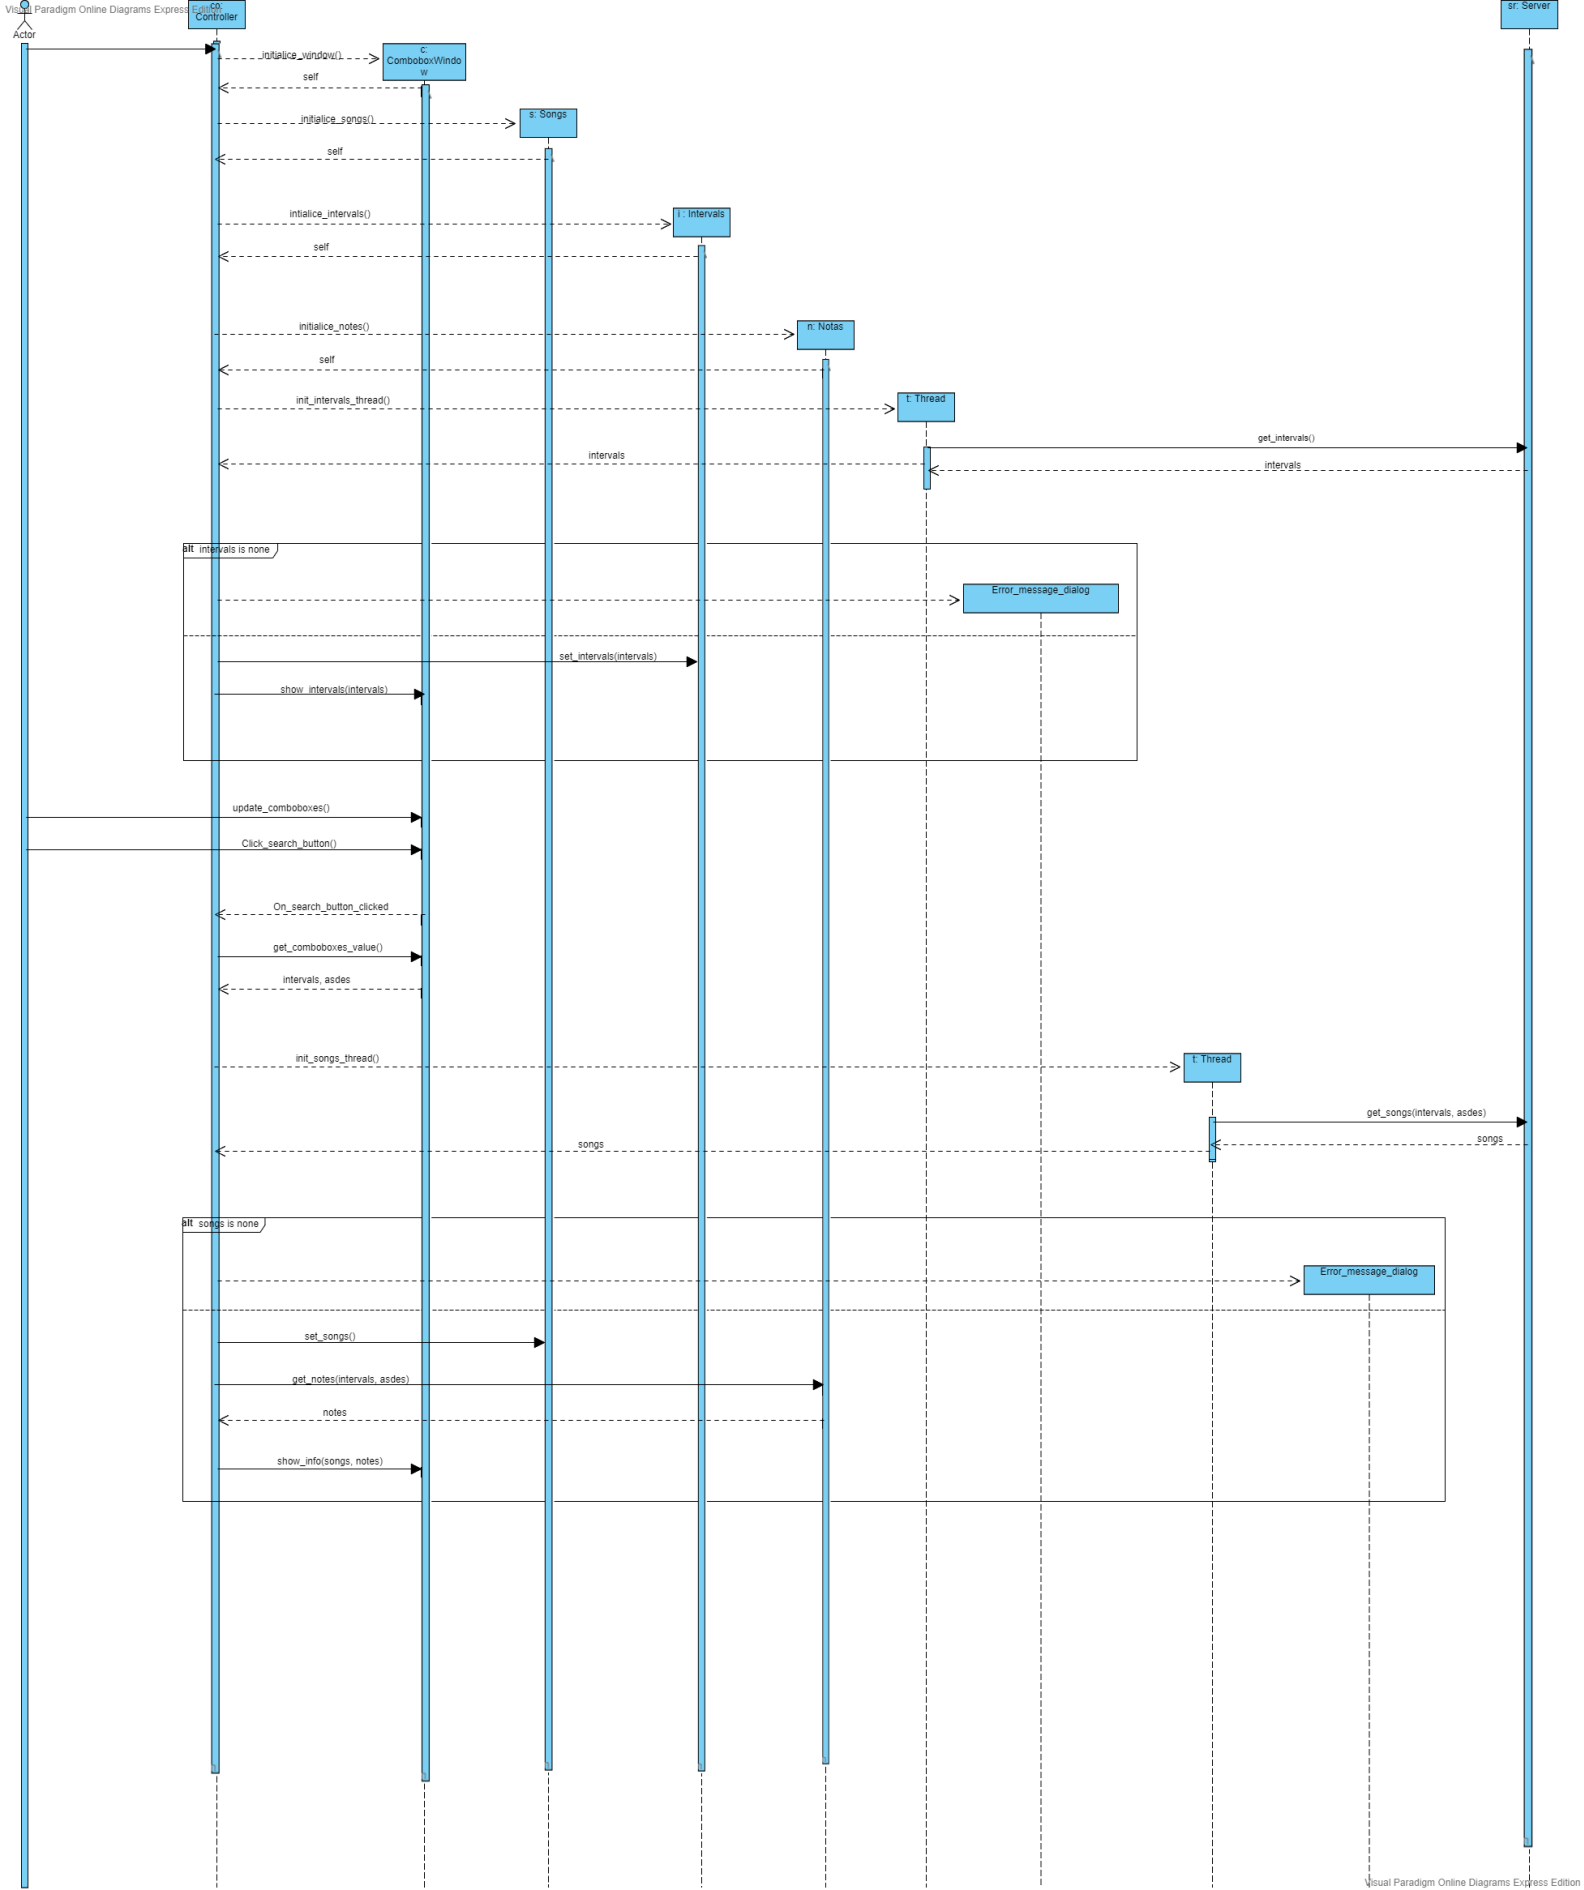 Visual Paradigm Online Diagrams Express Edition
co:
Controller
sr: Server
Actor
initialice_window()
c:
ComboboxWindo
w
self
initialice_songs()
s: Songs
self
intialice_intervals()
i : Intervals
self
initialice_notes()
n: Notas
self
init_intervals_thread()
t: Thread
get_intervals()
intervals
intervals
alt intervals is none
Error_message_dialog
set_intervals(intervals)
show_intervals(intervals)
update_comboboxes()
Click_search_button()
On_search_button_clicked
get_comboboxes_value()
intervals, asdes
init_songs_thread()
t: Thread
get_songs(intervals, asdes)
songs
songs
alt songs is none
Error_message_dialog
set_songs()
get_notes(intervals, asdes)
notes
show_info(songs, notes)
Visual Paradigm Online Diagrams Express Edition